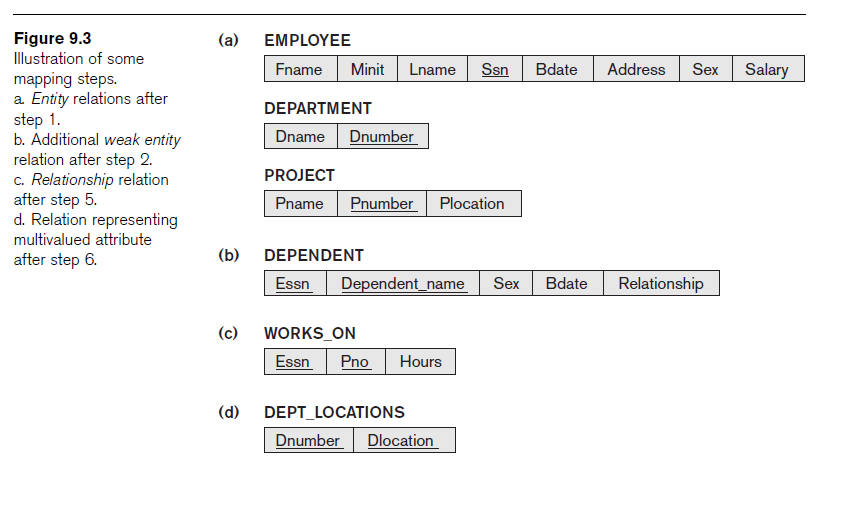 Figure 9.3
Illustration of some
mapping steps.
a. Entity relations after
step 1.
b. Additional weak entity
relation after step 2.
c. Relationship relation
after step 5.
d. Relation representing
multivalued attribute
after step 6.
(a) EMPLOYEE
Fname Minit Lname Ssn Bdate Address Sex Salary
DEPARTMENT
Dname Dnumber
PROJECT
Pname Pnumber Plocation
(b) DEPENDENT
Essn Dependent_name Sex Bdate Relationship
(c) WORKS_ON
Essn Pno Hours
(d) DEPT_LOCATIONS
Dnumber Dlocation